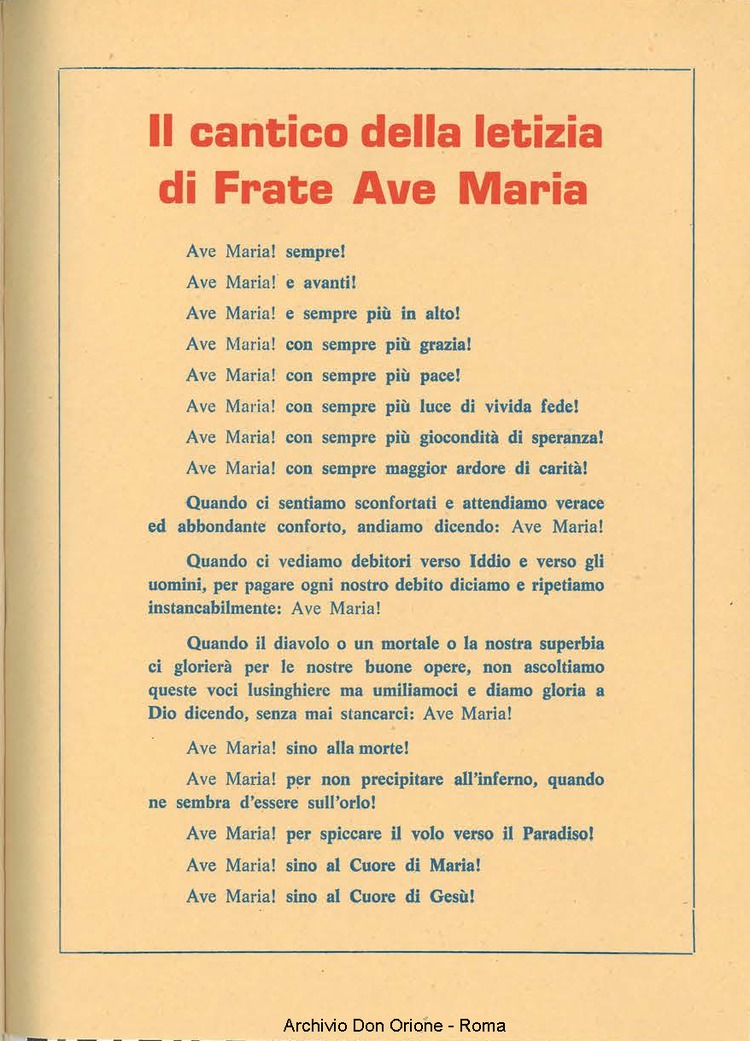 Il cantico della letizia
di Frate Ave Maria
Ave Maria! sempre!
Ave Maria! e avanti!
Ave Maria! e sempre più in alto!
Ave Maria! con sempre più grazia!
Ave Maria! con sempre più pace!
Ave Maria! con sempre più luce di vivida fede!
Ave Maria! con sempre più giocondità di speranza!
Ave Maria! con sempre maggior ardore di carità!
Quando ci sentiamo sconfortati e attendiamo verace
ed abbondante conforto, andiamo dicendo: Ave Maria!
Quando ci vediamo debitori verso Iddio e verso gli
uomini, per pagare ogni nostro debito diciamo e ripetiamo
instancabilmente: Ave Maria!
Quando il diavolo o un mortale o la nostra superbia
ci glorierà per le nostre buone opere, non ascoltiamo
queste voci lusinghiere ma umiliamoci e diamo gloria a
Dio dicendo, senza mai stancarci: Ave Maria!
Ave Maria! sino alla morte!
Ave Maria! per non precipitare all'inferno, quando
ne sembra d'essere sull'orlo!
Ave Maria! per spiccare il volo verso il Paradiso!
Ave Maria! sino al Cuore di Maria!
Ave Maria! sino al Cuore di Gesù!
Archivio Don Orione - Roma